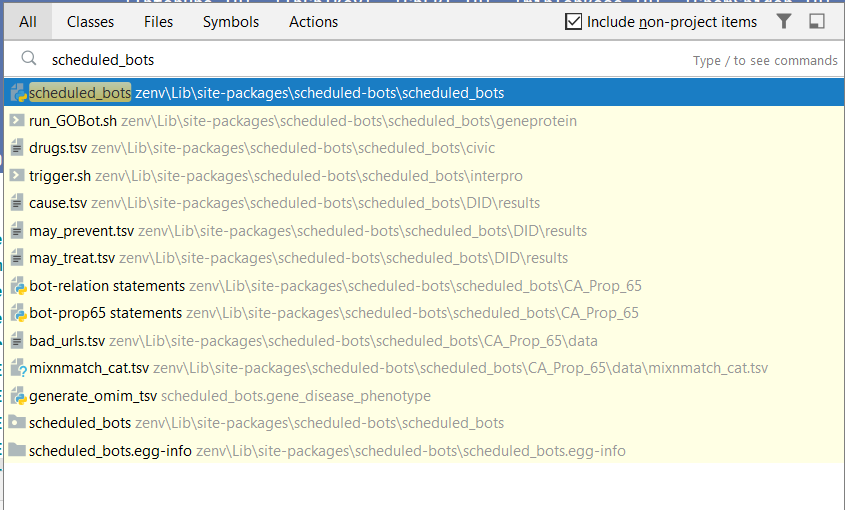 All Classes Files Symbols Actions Include non-project items
scheduled_bots Type / to see commands
scheduled_bots zenv\Lib\site-packages\scheduled-bots\scheduled_bots
run_GOBot.sh zenv\Lib\site-packages\scheduled-bots\scheduled_bots\geneprotein
drugs.tsv zenv\Lib\site-packages\scheduled-bots\scheduled_bots\civic
trigger.sh zenv\Lib\site-packages\scheduled-bots\scheduled_bots\interpro
cause.tsv zenv\Lib\site-packages\scheduled-bots\scheduled_bots\DID\results
may_prevent.tsv zenv\Lib\site-packages\scheduled-bots\scheduled_bots\DID\results
may_treat.tsv zenv\Lib\site-packages\scheduled-bots\scheduled_bots\DID\results
bot-relation statements zenv\Lib\site-packages\scheduled-bots\scheduled_bots\CA_Prop_65
bot-prop65 statements zenv\Lib\site-packages\scheduled-bots\scheduled_bots\CA_Prop_65
bad_urls.tsv zenv\Lib\site-packages\scheduled-bots\scheduled_bots\CA_Prop_65\data
mixnmatch_cat.tsv zenv\Lib\site-packages\scheduled-bots\scheduled_bots\CA_Prop_65\data\mixnmatch_cat.tsv
generate_omim_tsv scheduled_bots.gene_disease_phenotype
scheduled_bots zenv\Lib\site-packages\scheduled-bots\scheduled_bots
scheduled_bots.egg-info zenv\Lib\site-packages\scheduled-bots\scheduled_bots.egg-info